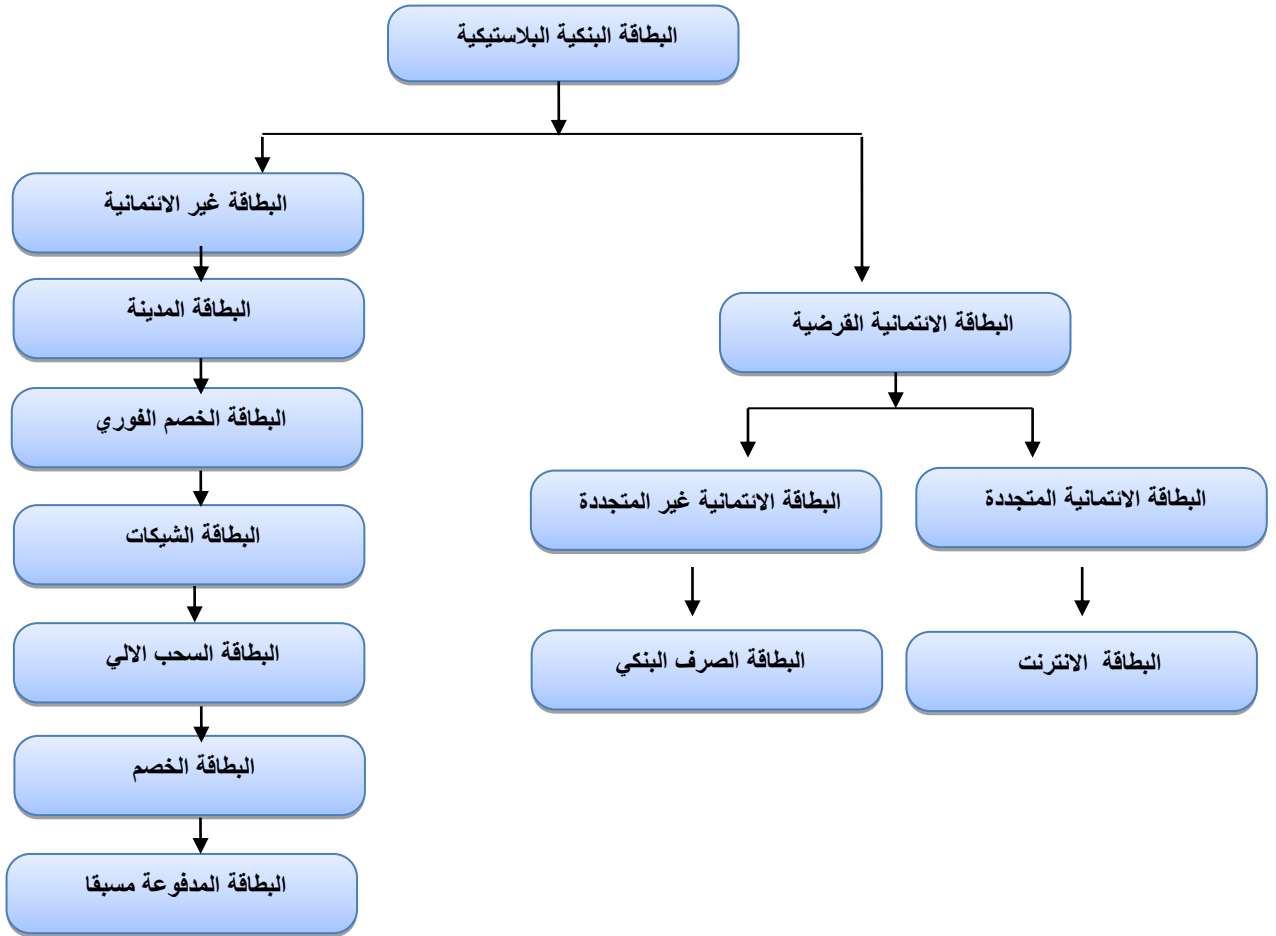 البطاقة البنكية البلاستيكية
البطاقة الائتمانية القرضية
البطاقة الائتمانية المتجددة
البطاقة الانترنت
البطاقة الائتمانية غير المتجددة
البطاقة الصرف البنكي
البطاقة غير الائتمانية
البطاقة المدينة
البطاقة الخصم الفوري
البطاقة الشيكات
البطاقة السحب الالي
البطاقة الخصم
البطاقة المدفوعة مسبقا